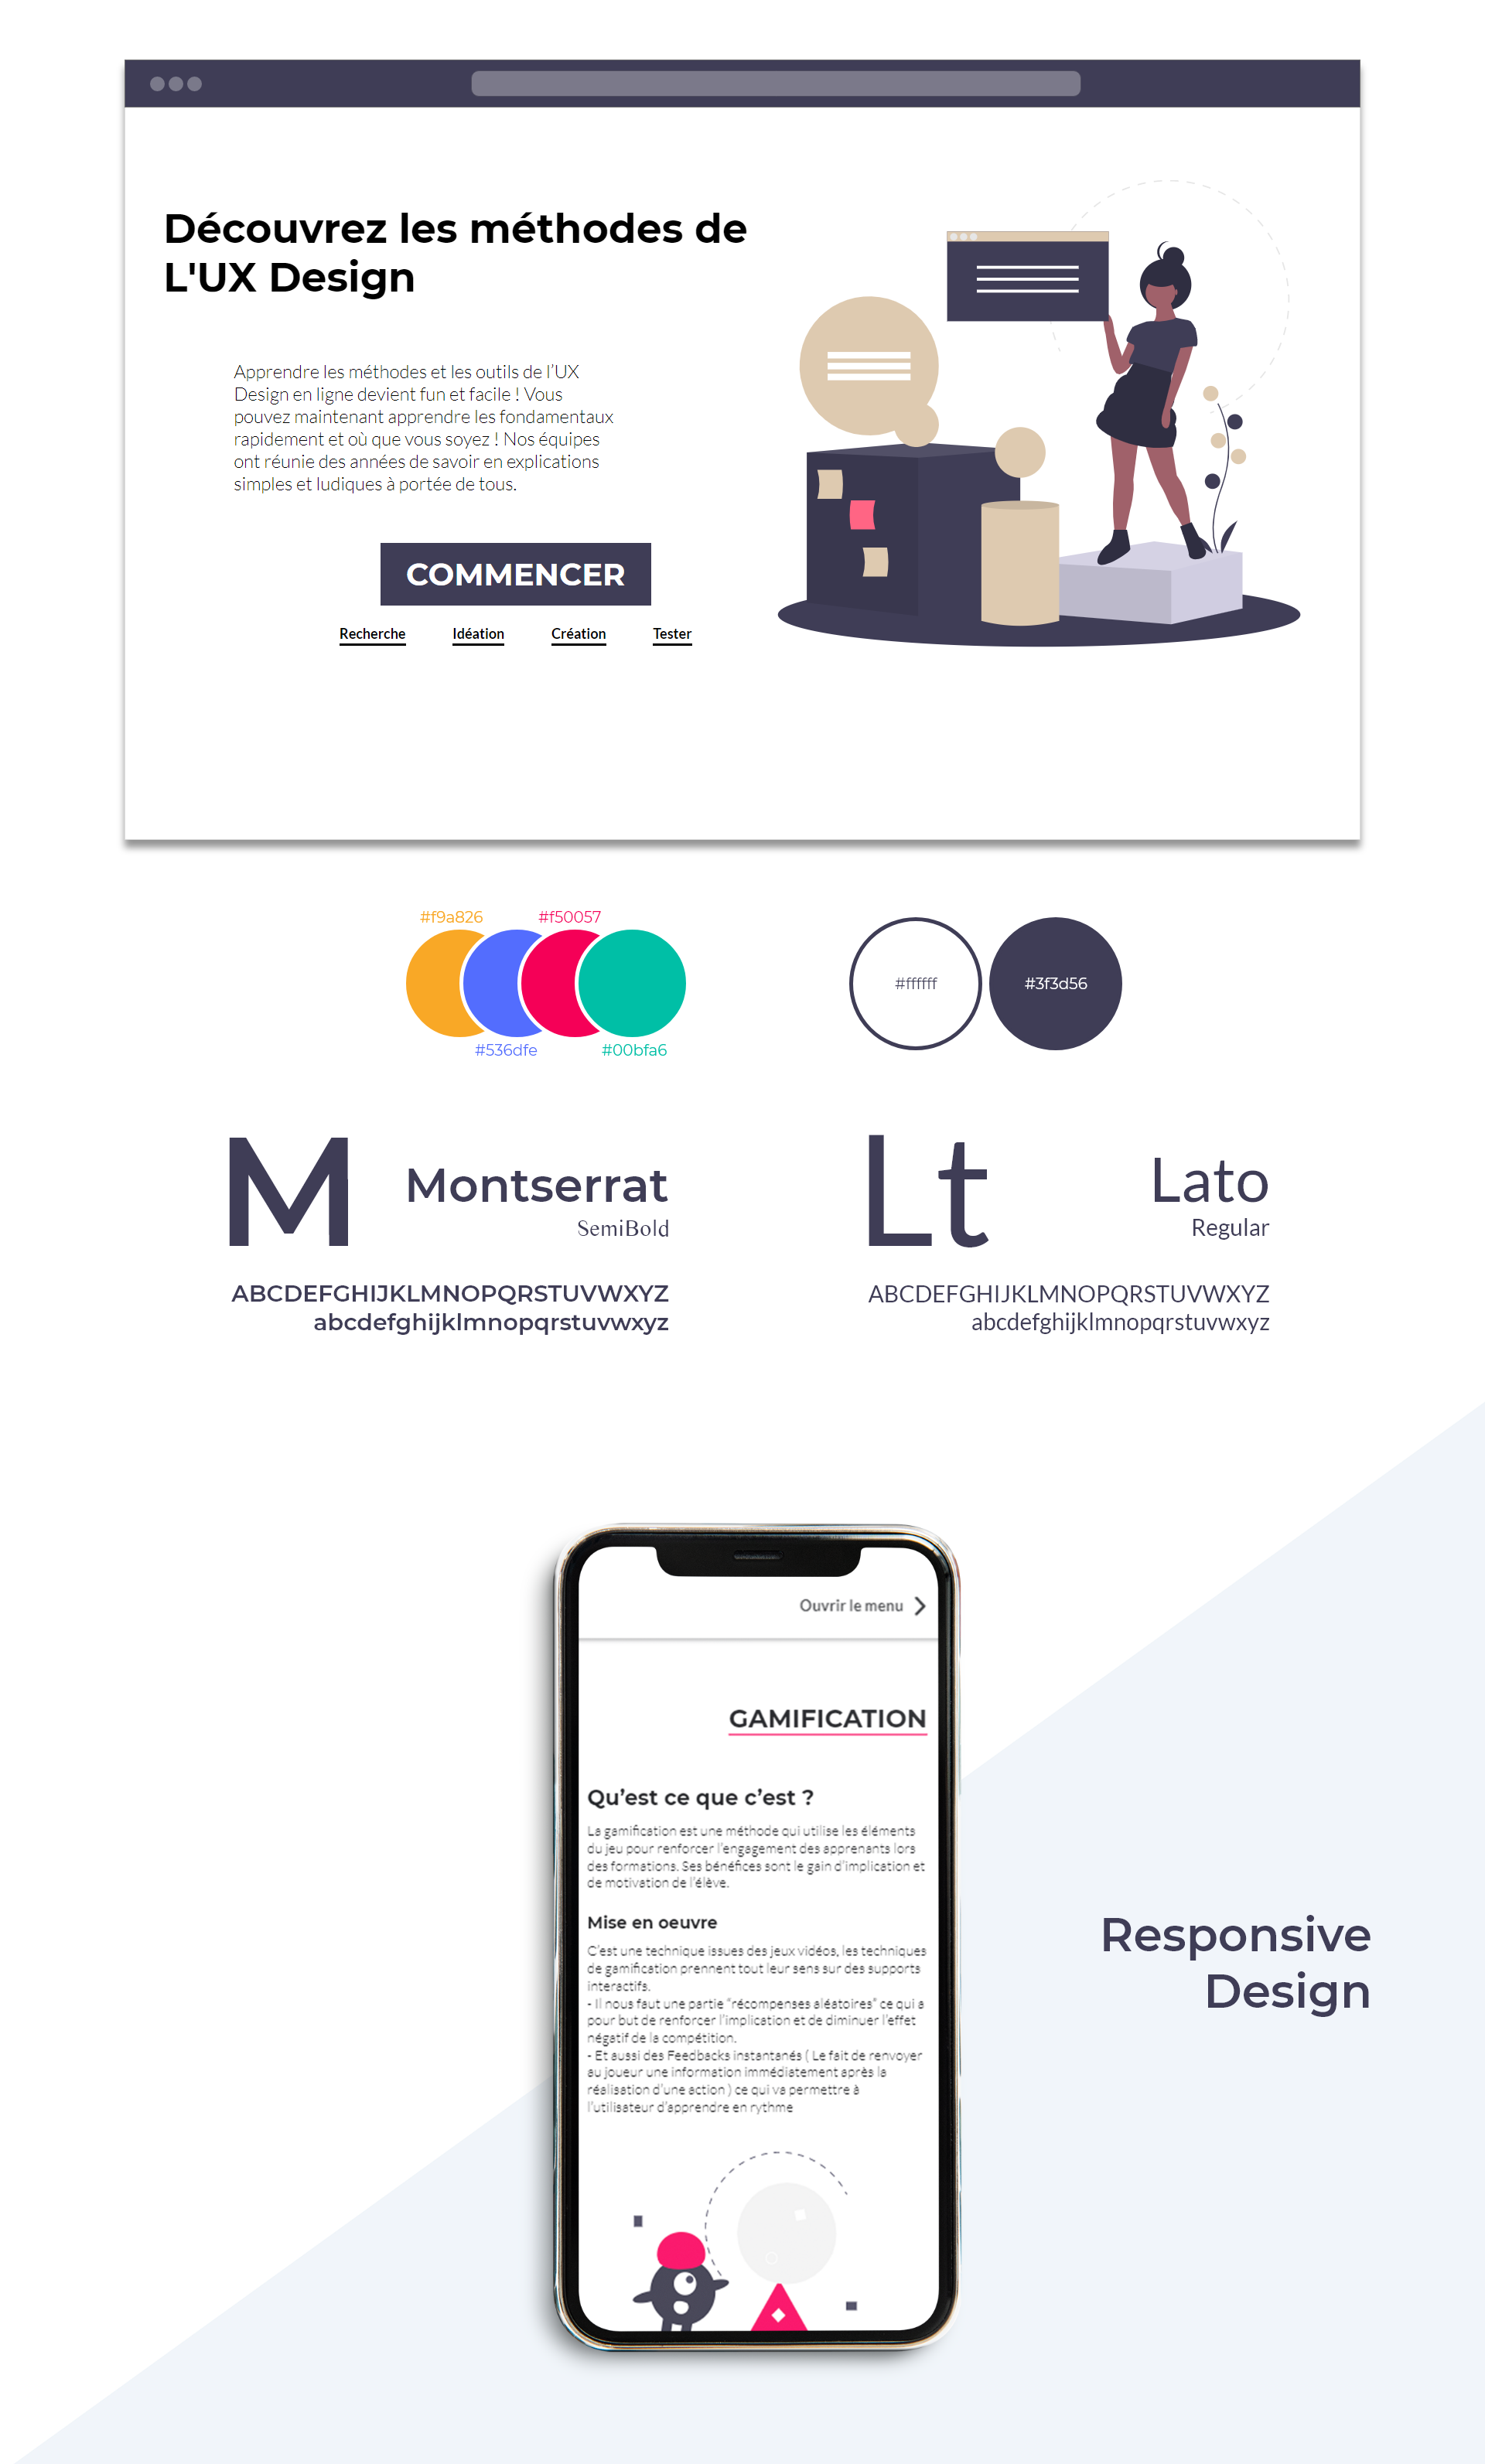 Découvrez les méthodes de
L'UX Design
Apprendre les méthodes et les outils de l’UX
Design en ligne devient fun et facile ! Vous
pouvez maintenant apprendre les fondamentaux
rapidement et où que vous soyez ! Nos équipes
ont réunie des années de savoir en explications
simples et ludiques à portée de tous.
COMMENCER
Recherche Idéation Création Tester
#f9a826 #f50057
#536dfe #00bfa6
#ffffff #3f3d56
M Montserrat
SemiBold
ABCDEFGHIJKLMNOPQRSTUVWXYZ
abcdefghijklmnopqrstuvwxyz
Lt Lato
Regular
ABCDEFGHIJKLMNOPQRSTUVWXYZ
abcdefghijklmnopqrstuvwxyz
Ouvrir le menu
GAMIFICATION
Qu’est ce que c’est ?
La gamification est une méthode qui utilise les éléments
du jeu pour renforcer l’engagement des apprenants lors
des formations. Ses bénéfices sont le gain d’implication et
de motivation de l’élève.
Mise en oeuvre
C’est une technique issues des jeux vidéos, les techniques
de gamification prennent tout leur sens sur des supports
interactifs.
- Il nous faut une partie “récompenses aléatoires” ce qui a
pour but de renforcer l’implication et de diminuer l’effet
négatif de la compétition.
- Et aussi des Feedbacks instantanés ( Le fait de renvoyer
au joueur une information immédiatement après la
réalisation d’une action ) ce qui va permettre à
l’utilisateur d’apprendre en rythme
Responsive
Design